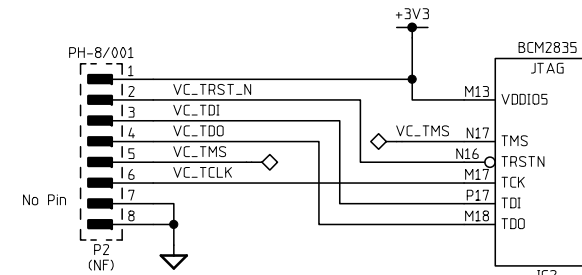 +3V3
BCM2835
JTAG
PH-8/001
1
2 VC_TRST_N
3 VC_TDI
4 VC_TDO
5 VC_TMS
6 VC_TCLK
No Pin 7
8
P2
(NF)
M13 VDDIO5
VC_TMS N17 TMS
N16 TRSTN
M17 TCK
P17 TDI
M18 TDO
IC2